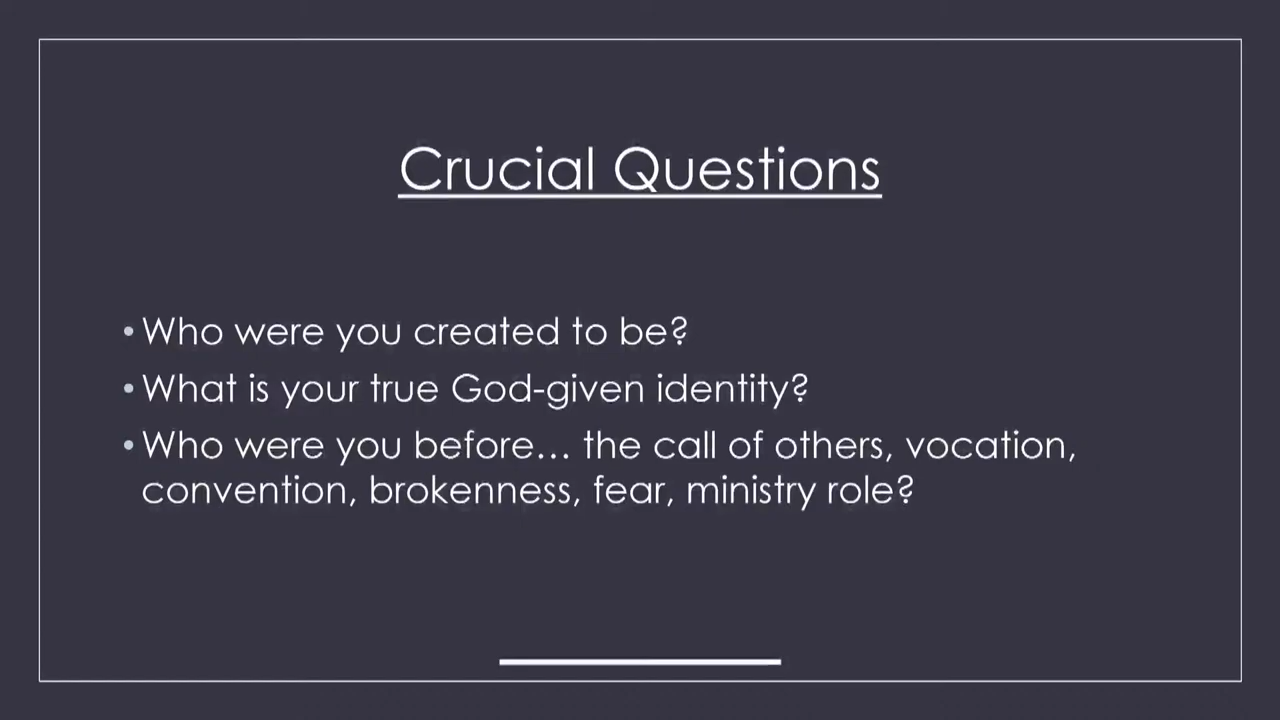 Crucial Questions
• Who were you created to be?
• What is your true God-given identity?
• Who were you before... the call of others, vocation,
convention, brokenness, fear, ministry role?